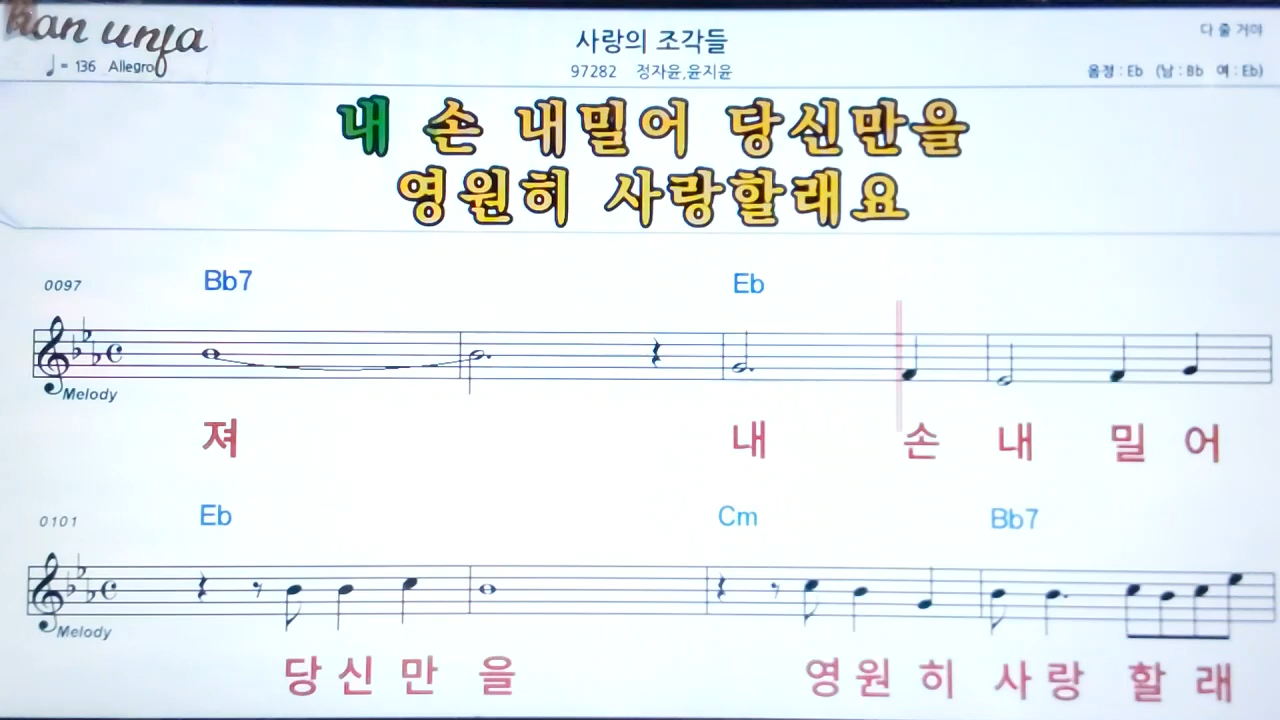 Han unja
사랑의 조각들
다 줄 거야
♩= 136 Allegro
97282 정자윤,윤지윤
음정 : Eb (남 : Bb 여 : Eb)
내 손 내밀어 당신만을
영원히 사랑할래요
0097 Bb7 Eb
Melody
져 내 손 내 밀 어
0101 Eb Cm Bb7
Melody
당 신 만 을 영 원 히 사 랑 할 래